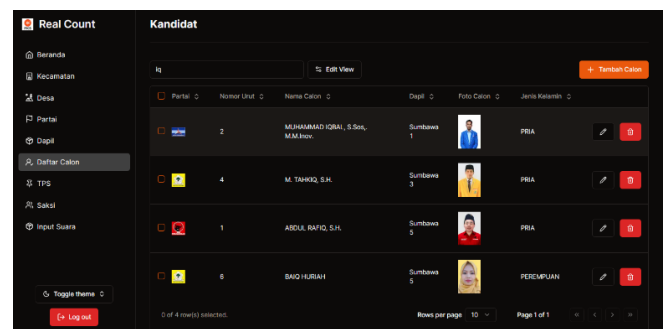 Real Count
Kandidat
Beranda
Kecamatan
Desa
Partai
Dapil
Daftar Calon
TPS
Saksi
Input Suara
Toggle theme
Log out
iq
Edit View
+ Tambah Calon
Partai Nomor Urut Nama Calon Dapil Foto Calon Jenis Kelamin
2 MUHAMMAD IQBAL, S.Sos,. M.M.Inov. Sumbawa 1 PRIA
4 M. TAHKIQ, S.H. Sumbawa 3 PRIA
1 ABDUL RAFIQ, S.H. Sumbawa 5 PRIA
6 BAIQ HURIAH Sumbawa 5 PEREMPUAN
0 of 4 row(s) selected. Rows per page 10 Page 1 of 1